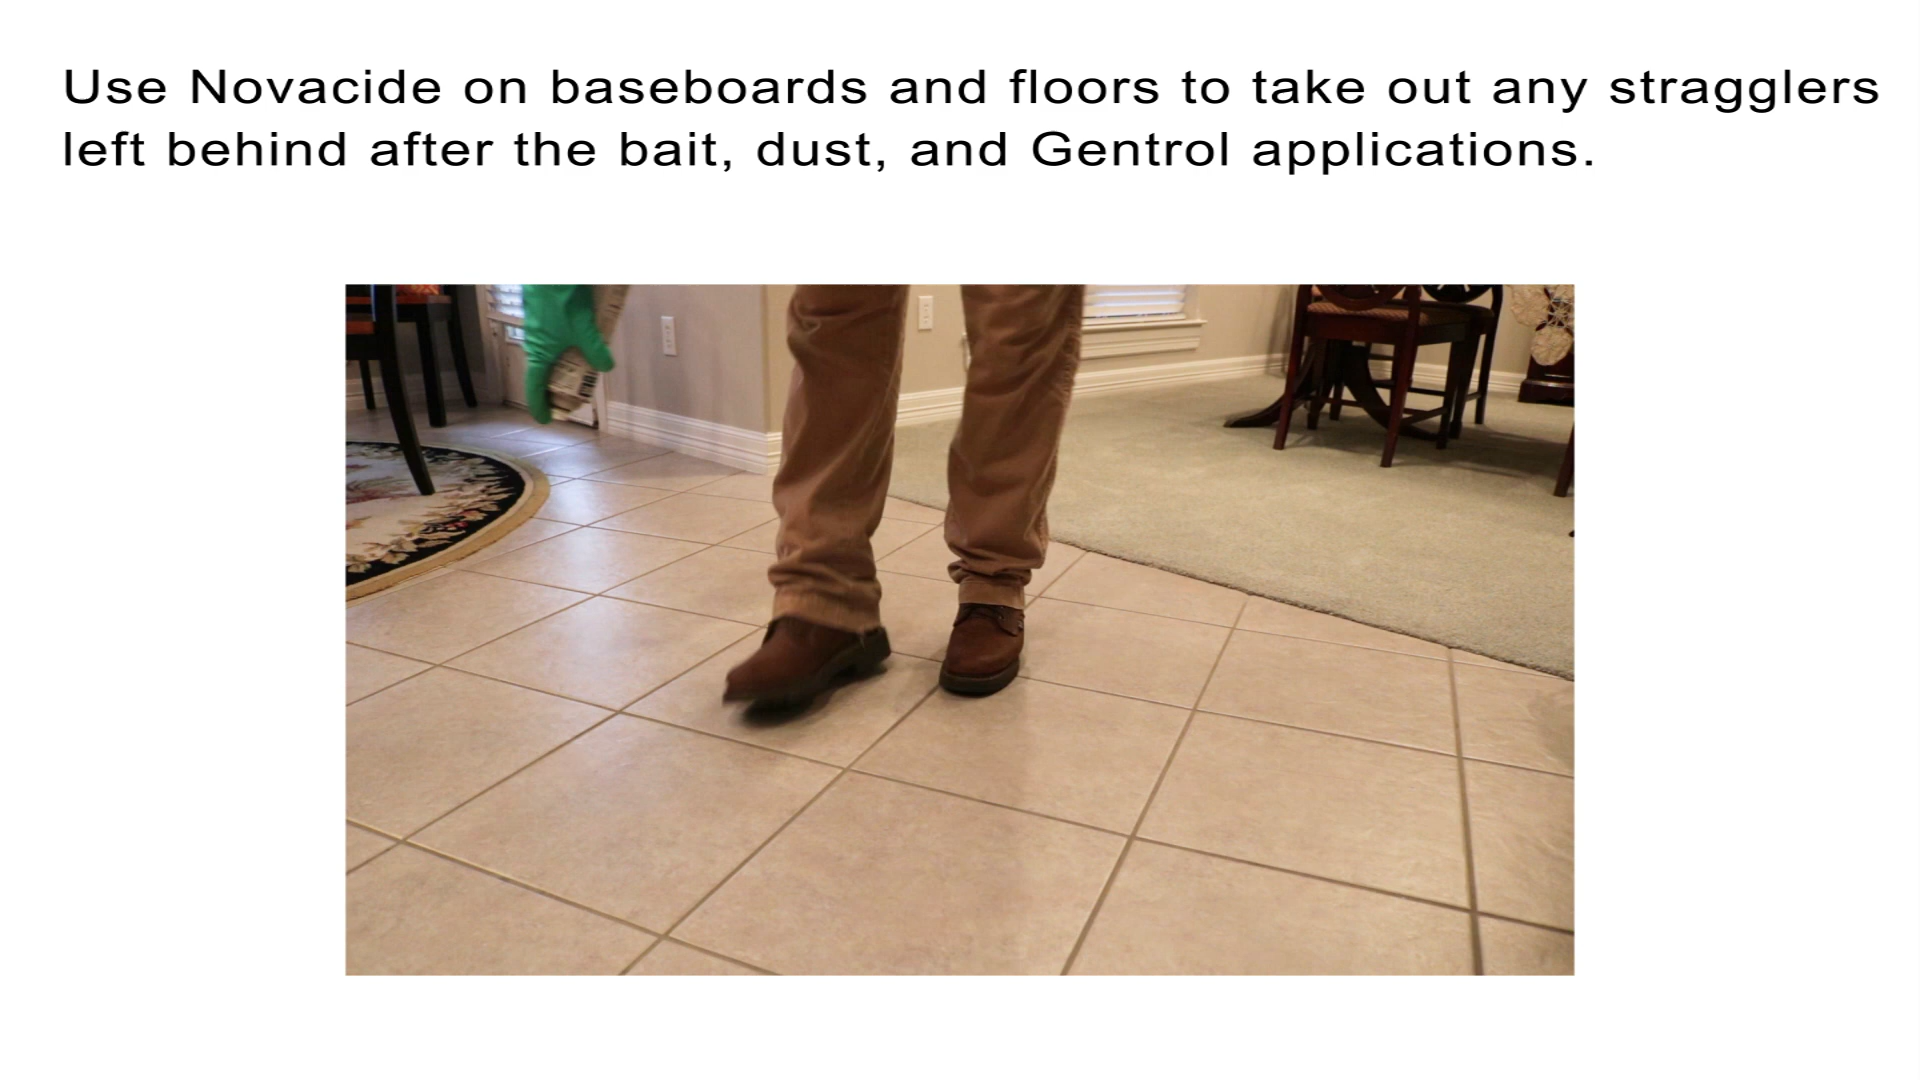 Use Novacide on baseboards and floors to take out any stragglers
left behind after the bait, dust, and Gentrol applications.